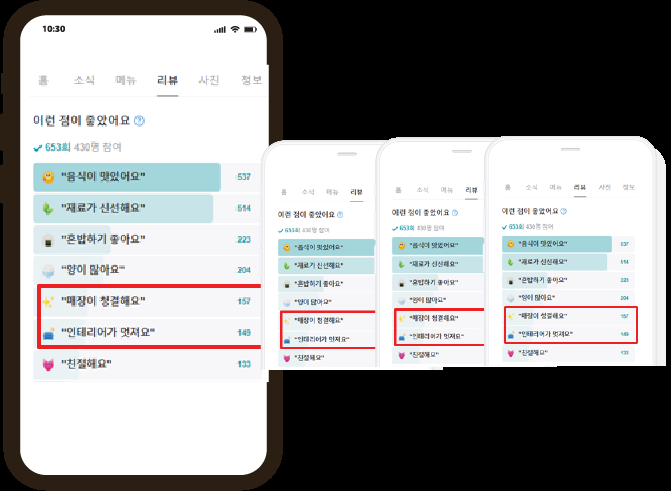 10:30
홈 소식 메뉴 리뷰 사진 정보
이런 점이 좋았어요 ?
653회 430명 참여
"음식이 맛있어요" 537
"재료가 신선해요" 514
"혼밥하기 좋아요" 223
"양이 많아요" 204
"매장이 청결해요" 157
"인테리어가 멋져요" 149
"친절해요" 133
홈 소식 메뉴 리뷰
이런 점이 좋았어요 ?
653회 430명 참여
"음식이 맛있어요"
"재료가 신선해요"
"혼밥하기 좋아요"
"양이 많아요"
"매장이 청결해요"
"인테리어가 멋져요"
"친절해요"
홈 소식 메뉴 리뷰
이런 점이 좋았어요 ?
653회 430명 참여
"음식이 맛있어요"
"재료가 신선해요"
"혼밥하기 좋아요"
"양이 많아요"
"매장이 청결해요"
"인테리어가 멋져요"
"친절해요"
홈 소식 메뉴 리뷰 사진 정보
이런 점이 좋았어요 ?
653회 430명 참여
"음식이 맛있어요" 537
"재료가 신선해요" 514
"혼밥하기 좋아요" 223
"양이 많아요" 204
"매장이 청결해요" 157
"인테리어가 멋져요" 149
"친절해요" 133